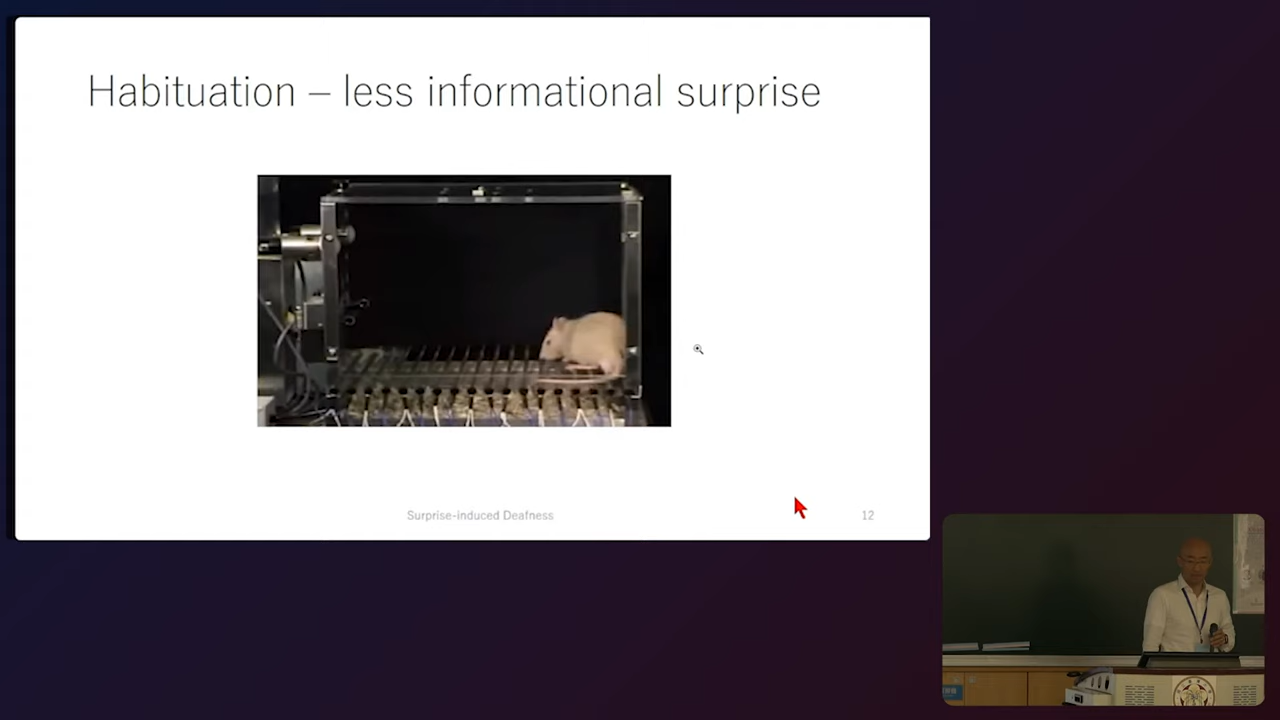 Habituation – less informational surprise
Surprise-induced Deafness
12